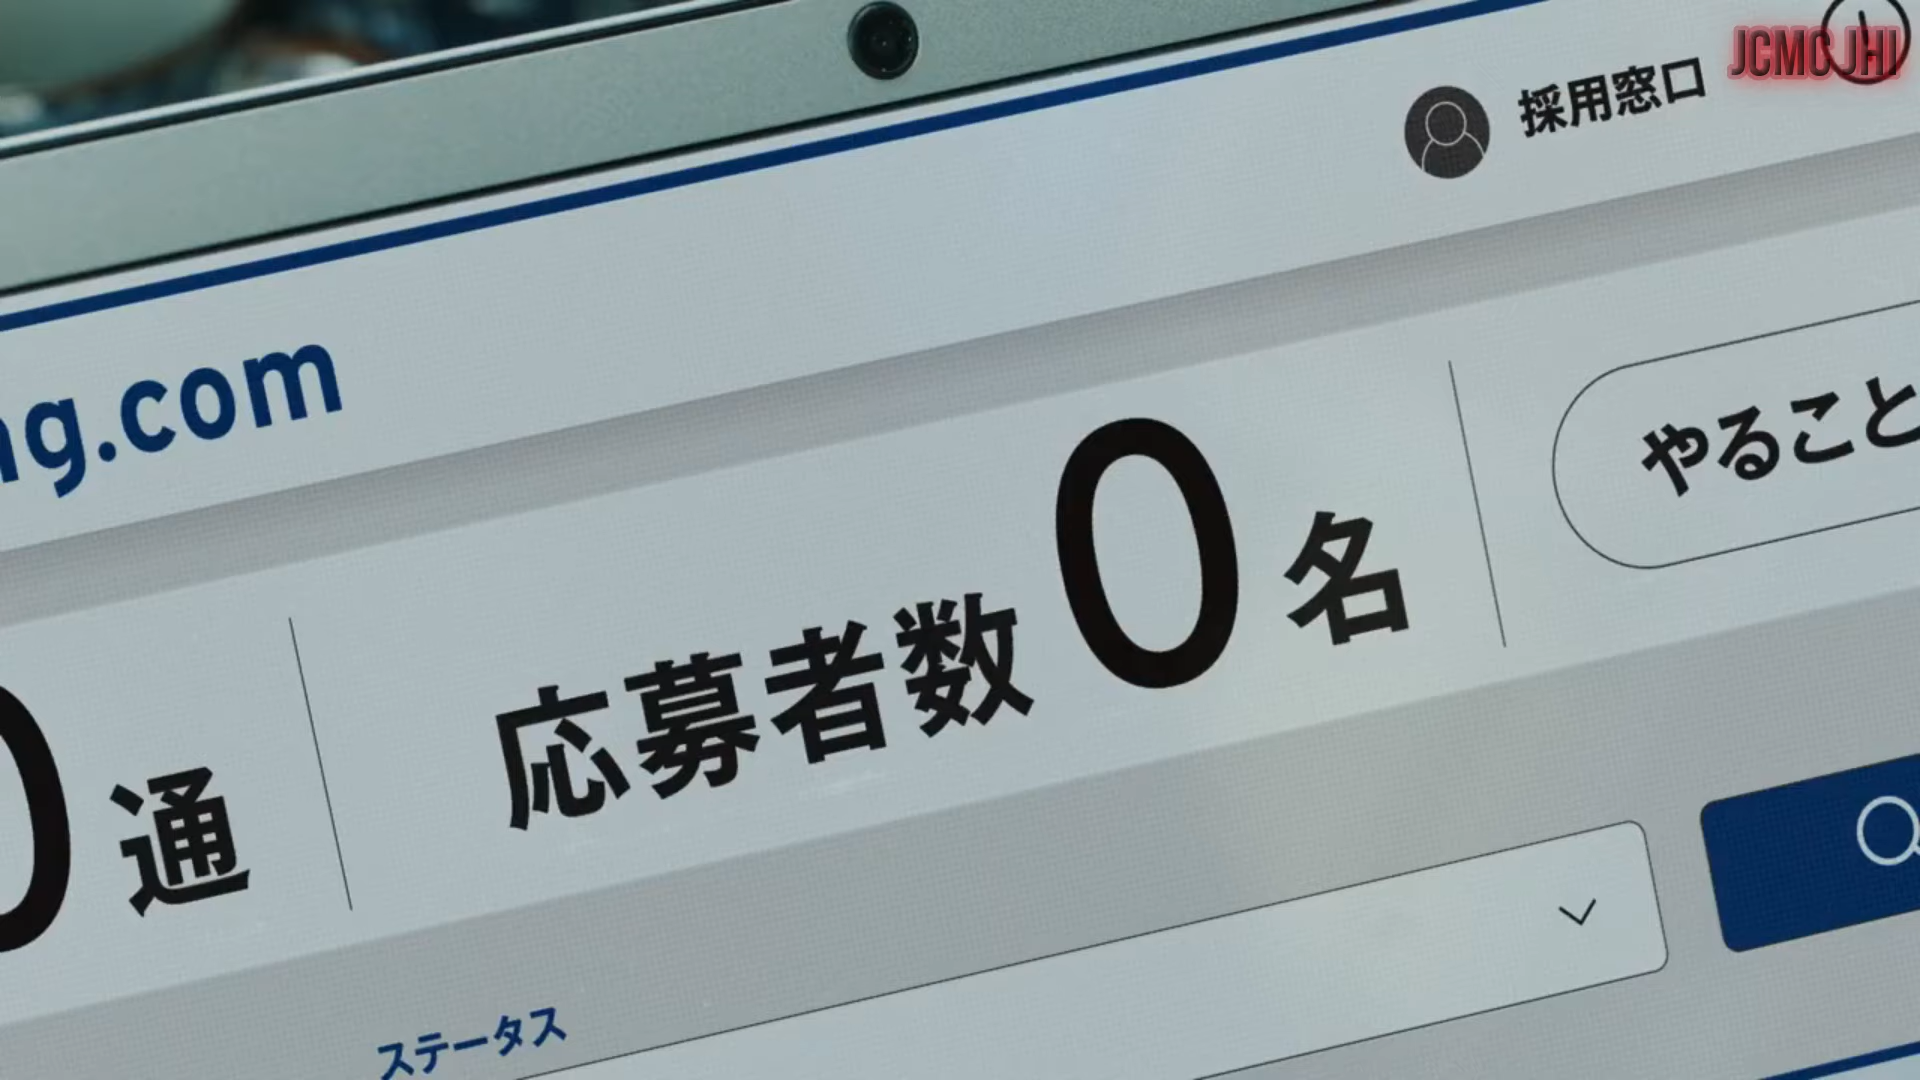 JCMC JHI
採用窓口
ng.com
0通
応募者数 0名
やること
ステータス